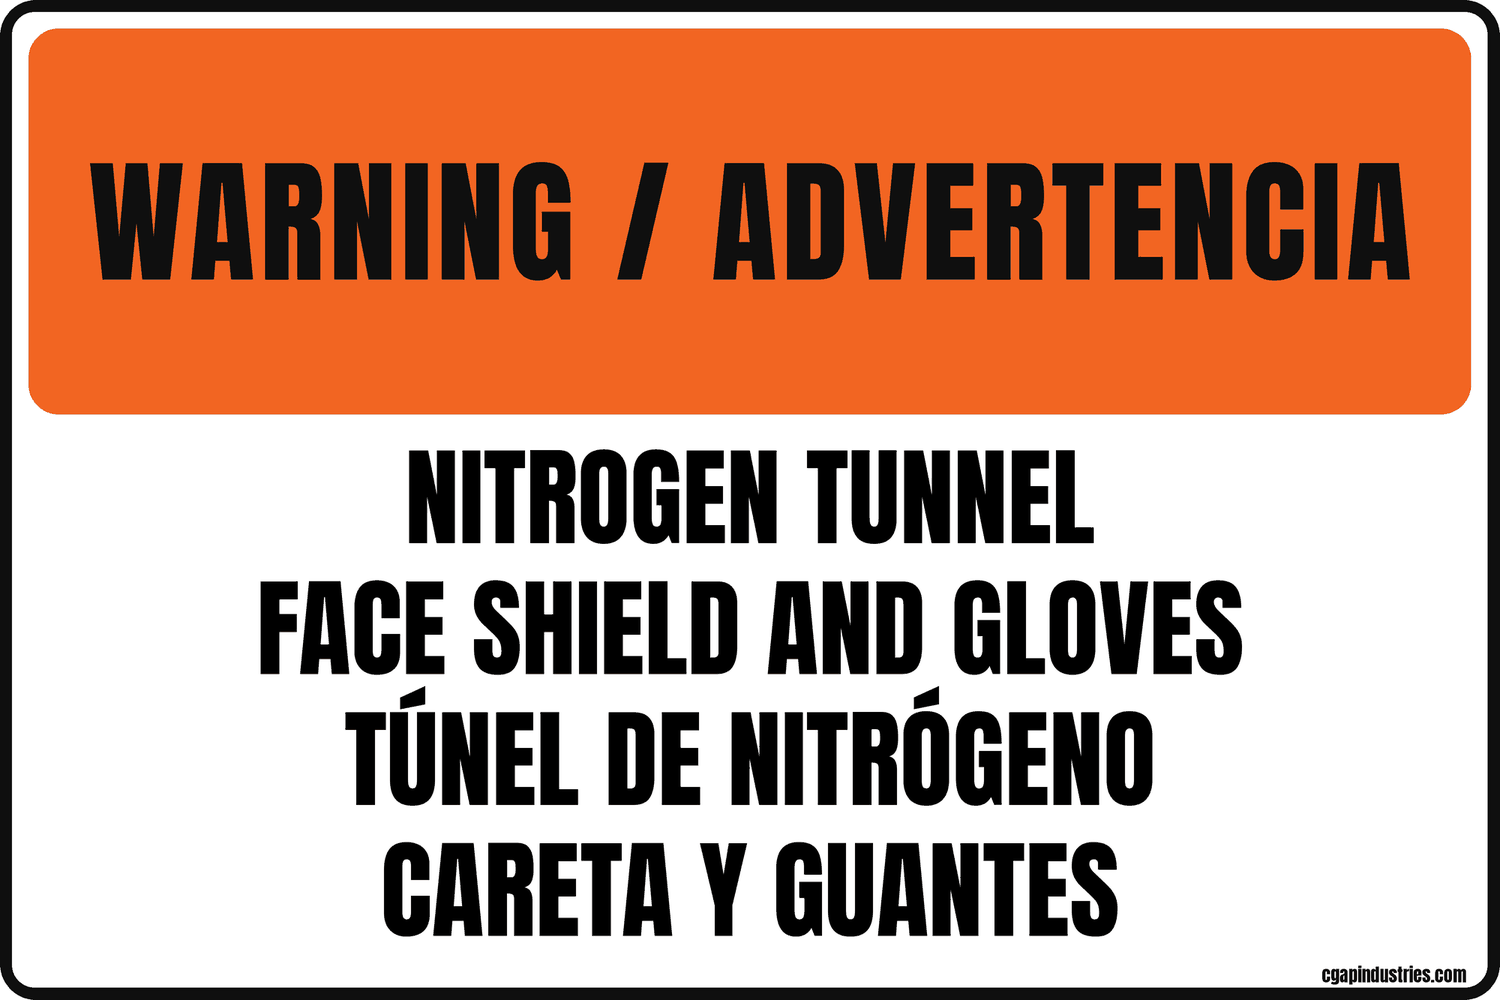 WARNING / ADVERTENCIA
NITROGEN TUNNEL
FACE SHIELD AND GLOVES
TÚNEL DE NITRÓGENO
CARETA Y GUANTES
cgapindustries.com